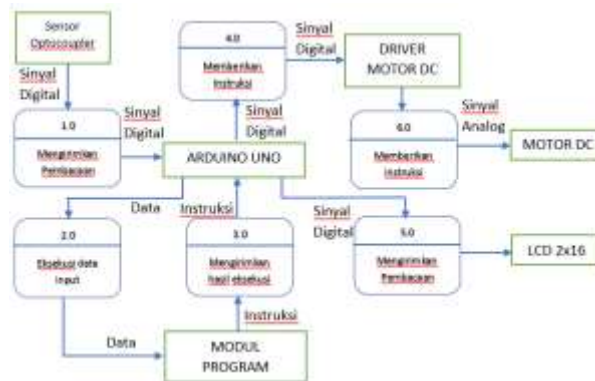 Sensor
Optocoupler
Sinyal
Digital
1.0
Mengirimkan
Pembacaan
Sinyal
Digital
4.0
Memberikan
Instruksi
Sinyal
Digital
Sinyal
Digital
DRIVER
MOTOR DC
6.0
Memberikan
instruksi
Sinyal
Analog
MOTOR DC
ARDUINO UNO
Data
Instruksi
Sinyal
Digital
2.0
Eksekusi data
input
3.0
Mengirimkan
hasil eksekusi
5.0
Mengirimkan
Pembacaan
LCD 2x16
Data
Instruksi
MODUL
PROGRAM